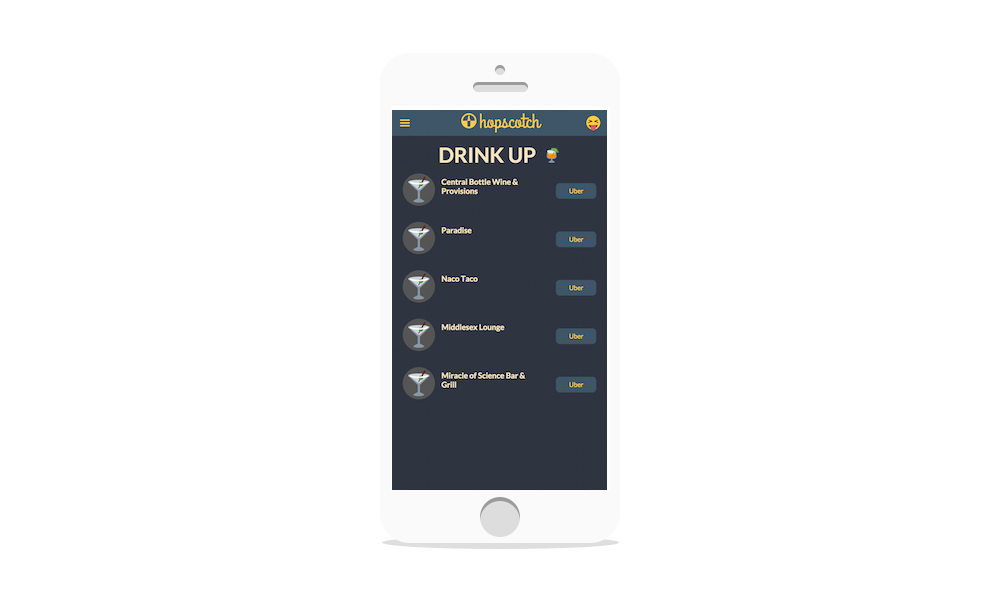 hopscotch
DRINK UP
Central Bottle Wine &
Provisions
Uber
Paradise
Uber
Naco Taco
Uber
Middlesex Lounge
Uber
Miracle of Science Bar &
Grill
Uber